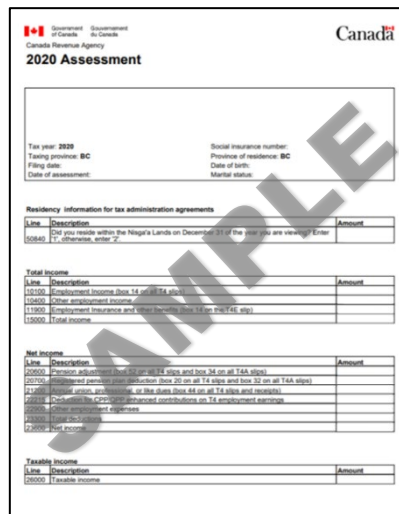 Government Gouvernement
of Canada du Canada
Canada
Canada Revenue Agency
2020 Assessment
Tax year: 2020 Social insurance number:
Taxing province: BC Province of residence: BC
Filing date: Date of birth:
Date of assessment: Marital status:
Residency information for tax administration agreements
Line Description Amount
50840 Did you reside within the Nisga'a Lands on December 31 of the year you are viewing? Enter
'1', otherwise, enter '2'.
Total income
Line Description Amount
10100 Employment Income (box 14 on all T4 slips)
10400 Other employment income
11900 Employment Insurance and other benefits (box 14 on the T4E slip)
15000 Total income
Net income
Line Description Amount
20600 Pension adjustment (box 52 on all T4 slips and box 34 on all T4A slips)
20700 Registered pension plan deduction (box 20 on all T4 slips and box 32 on all T4A slips)
21200 Annual union, professional, or like dues (box 44 on all T4 slips and receipts)
22215 Deduction for CPP/QPP enhanced contributions on T4 employment earnings
22900 Other employment expenses
23300 Total deductions
23600 Net income
Taxable income
Line Description Amount
26000 Taxable income
SAMPLE